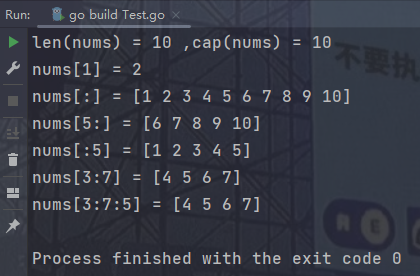 Run: go build Test.go ×
len(nums) = 10 ,cap(nums) = 10
nums[1] = 2
nums[:] = [1 2 3 4 5 6 7 8 9 10]
nums[5:] = [6 7 8 9 10]
nums[:5] = [1 2 3 4 5]
nums[3:7] = [4 5 6 7]
nums[3:7:5] = [4 5 6 7]
Process finished with the exit code 0
不要执